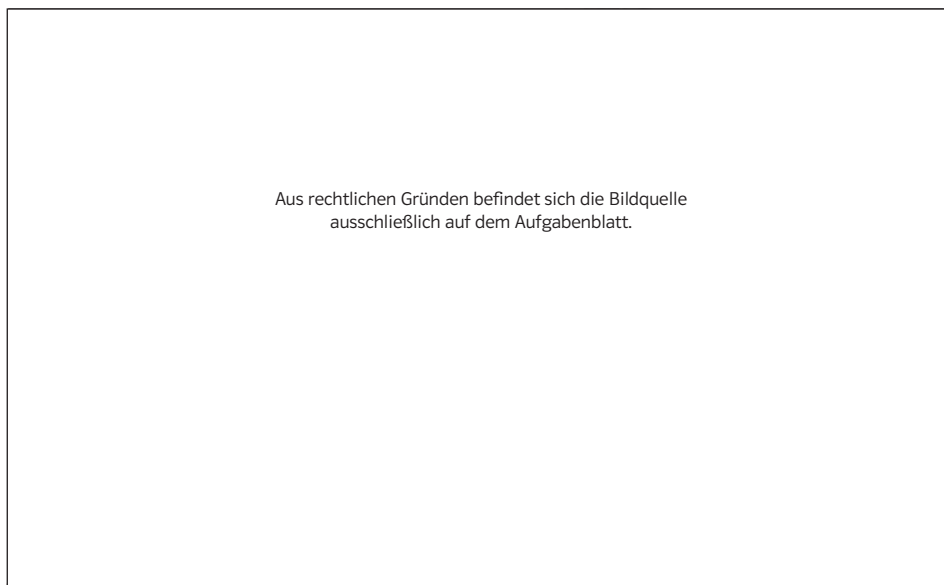 Aus rechtlichen Gründen befindet sich die Bildquelle
ausschließlich auf dem Aufgabenblatt.